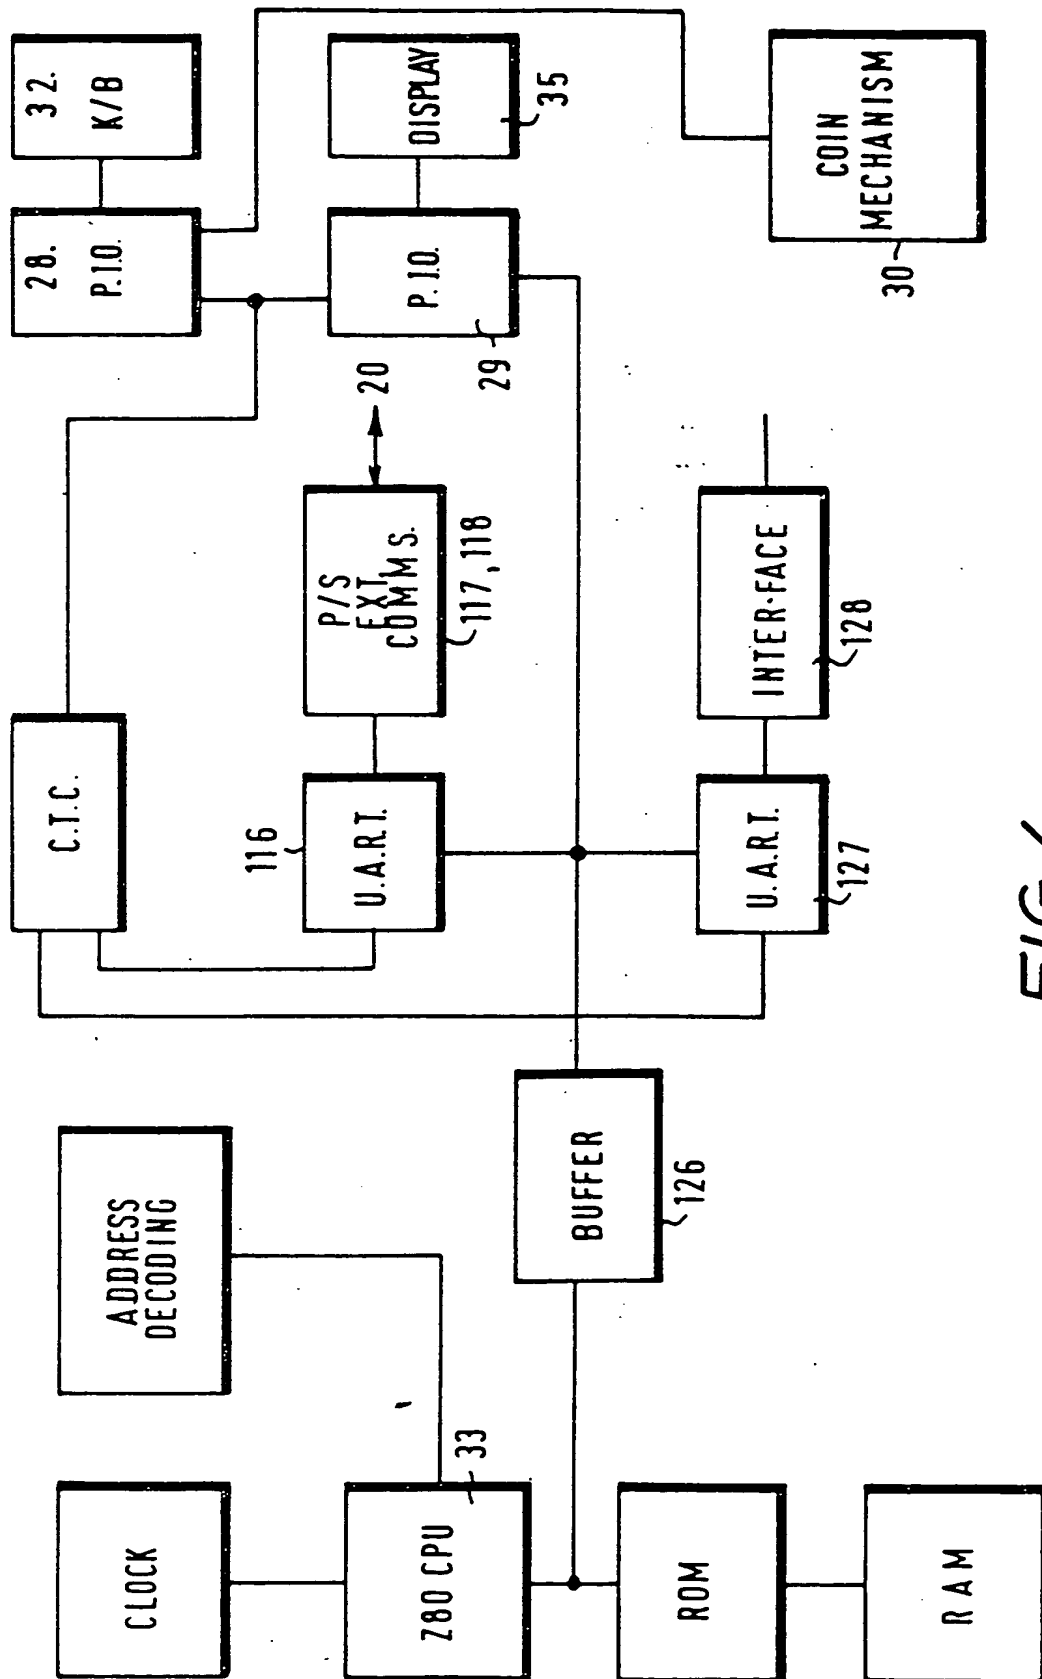 CLOCK
ADDRESS
DECODING
C.T.C.
28.
P.I.O.
32.
K/B
Z80 CPU
33
116
U.A.R.T.
P/S
EXT.
COMMS.
117, 118
20
P.I.O.
29
DISPLAY
35
BUFFER
126
ROM
RAM
U.A.R.T.
127
INTER·FACE
128
COIN
MECHANISM
30